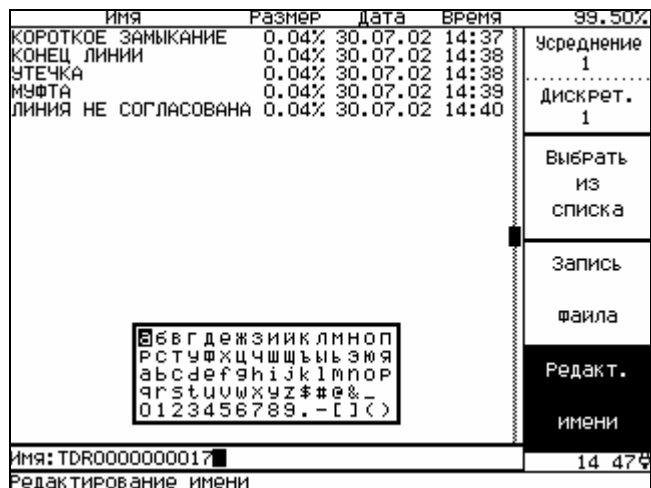 Имя Размер Дата Время 99.50%
КОРОТКОЕ ЗАМЫКАНИЕ 0.04% 30.07.02 14:37
КОНЕЦ ЛИНИИ 0.04% 30.07.02 14:38
УТЕЧКА 0.04% 30.07.02 14:38
МУФТА 0.04% 30.07.02 14:39
ЛИНИЯ НЕ СОГЛАСОВАНА 0.04% 30.07.02 14:40
Усреднение
1
Дискрет.
1
Выбрать
из
списка
Запись
файла
Редакт.
имени
абвгдежзийклмноп
рстуфхцчшщъыьэюя
abcdefghijklmnop
qrstuvwxyz$#@&_
0123456789.-[]()
Имя:TDR0000000017
14 47
Редактирование имени